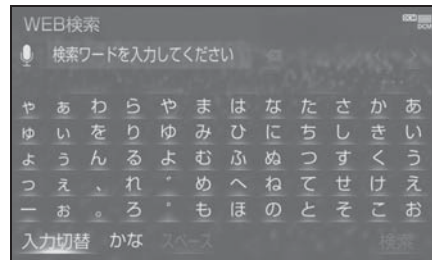 WEB検索
検索ワードを入力してください
ゃ ぁ わ ら や ま は な た さ か あ
ゅ ぃ を り ゆ み ひ に ち し き い
ょ ぅ ん る よ む ふ ぬ つ す く う
っ ぇ 、 れ ゛ め へ ね て せ け え
ー ぉ 。 ろ ゜ も ほ の と そ こ お
入力切替 かな スペース 検索